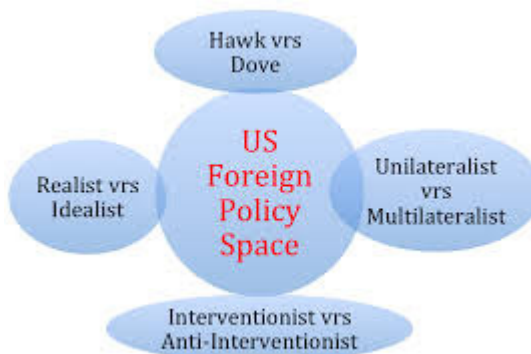 Hawk vrs
Dove
US
Foreign
Policy
Space
Realist vrs
Idealist
Unilateralist
vrs
Multilateralist
Interventionist vrs
Anti-Interventionist